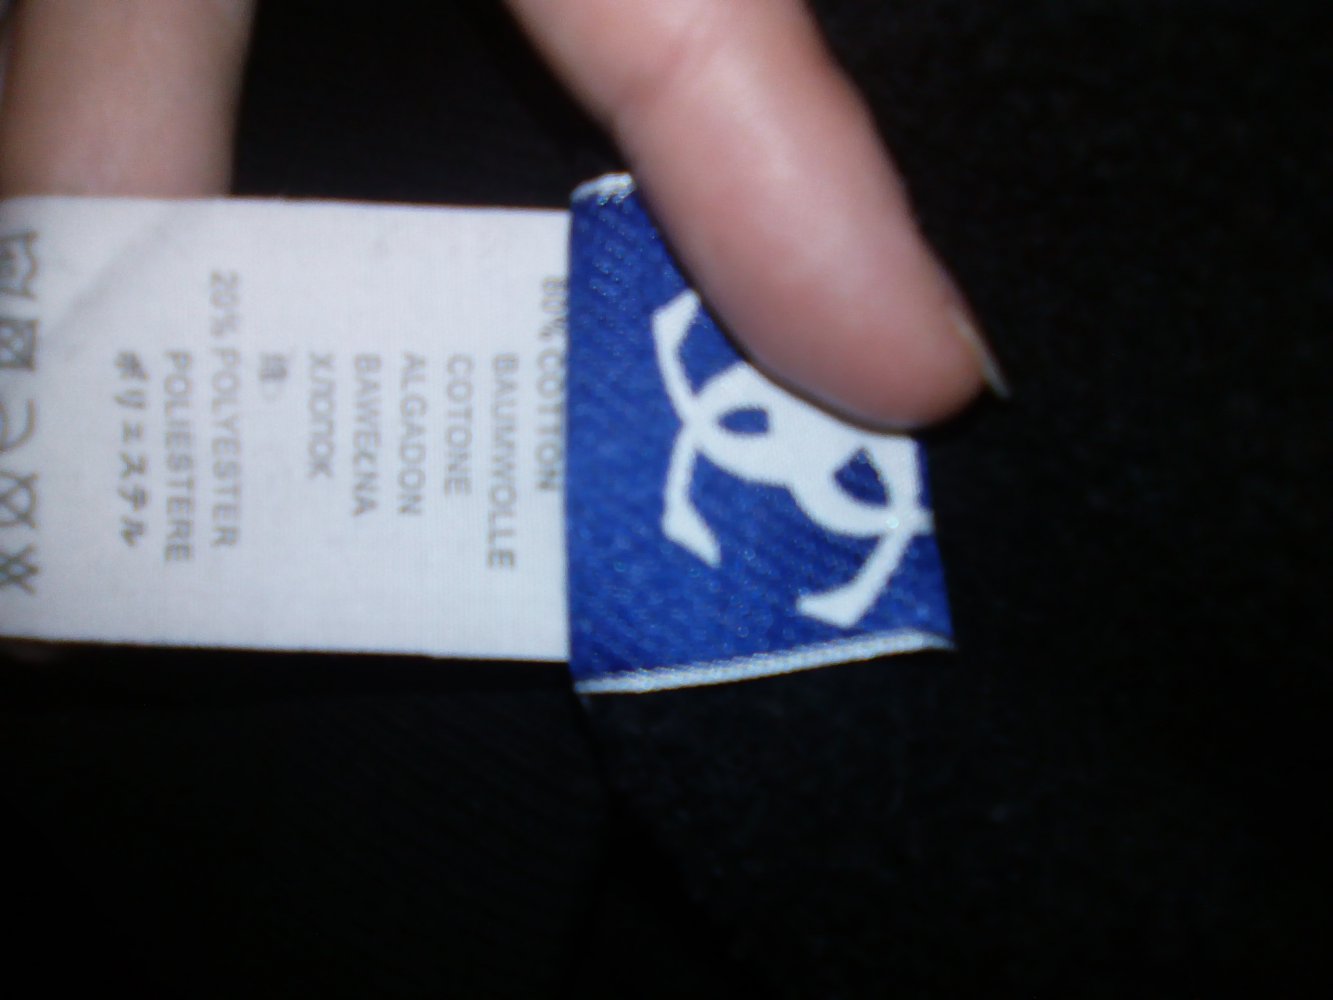 80% COTTON
BAUMWOLLE
COTONE
ALGADON
BAWEŁNA
ХЛОПОК
綿
20% POLYESTER
POLIESTERE
ポリエステル